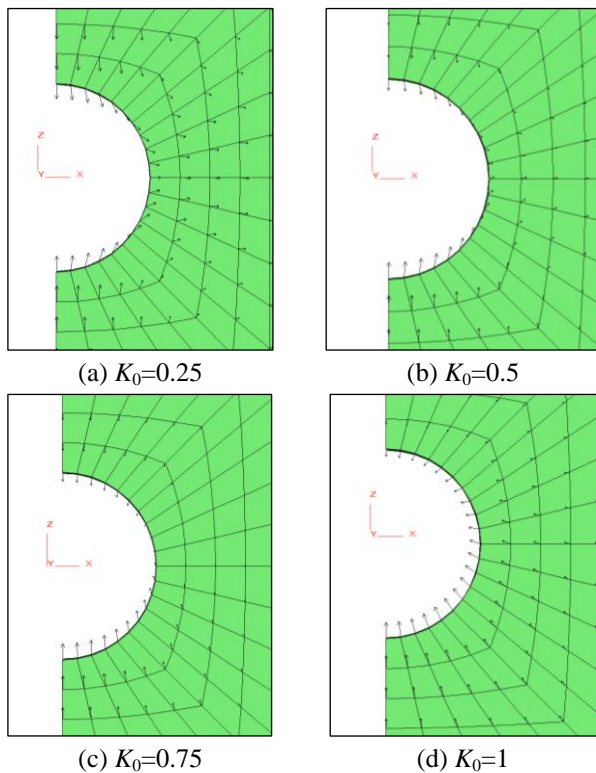 Z
Y X
Z
Y X
(a) K₀=0.25
(b) K₀=0.5
Z
Y X
Z
Y X
(c) K₀=0.75
(d) K₀=1